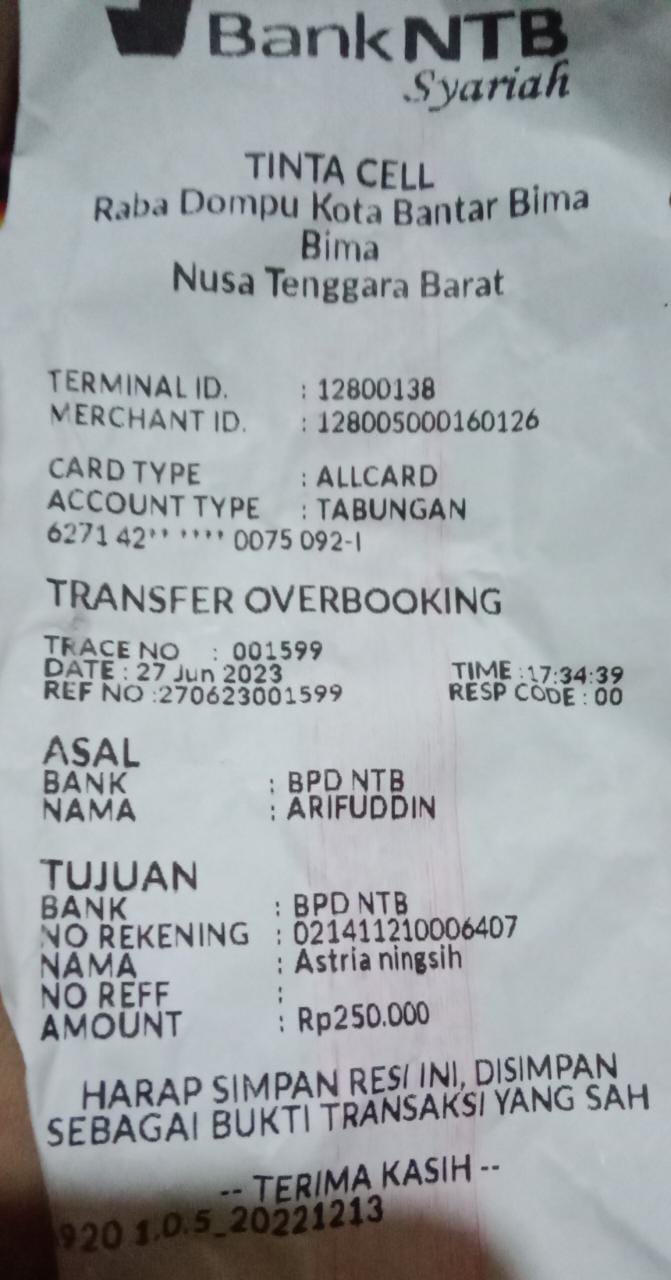 BankNTB
Syariah
TINTA CELL
Raba Dompu Kota Bantar Bima
Bima
Nusa Tenggara Barat
TERMINAL ID. : 12800138
MERCHANT ID. : 128005000160126
CARD TYPE : ALLCARD
ACCOUNT TYPE : TABUNGAN
6271 42** **** 0075 092-I
TRANSFER OVERBOOKING
TRACE NO : 001599
DATE : 27 Jun 2023 TIME :17:34:39
REF NO :270623001599 RESP CODE : 00
ASAL
BANK : BPD NTB
NAMA : ARIFUDDIN
TUJUAN
BANK : BPD NTB
NO REKENING : 021411210006407
NAMA : Astria ningsih
NO REFF :
AMOUNT : Rp250.000
HARAP SIMPAN RESI INI, DISIMPAN
SEBAGAI BUKTI TRANSAKSI YANG SAH
-- TERIMA KASIH --
920 1.0.5_20221213